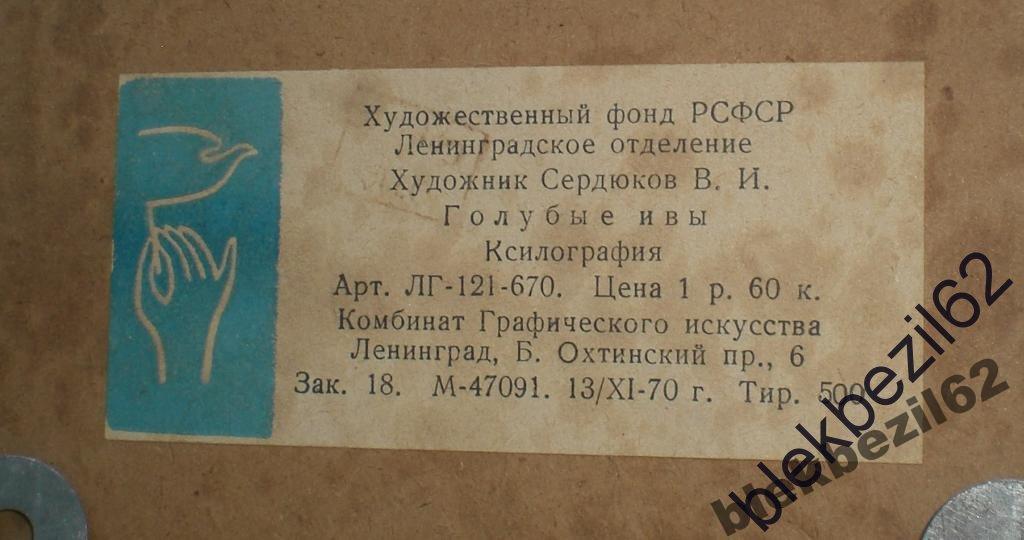 Художественный фонд РСФСР
Ленинградское отделение
Художник Сердюков В. И.
Голубые ивы
Ксилография
Арт. ЛГ-121-670. Цена 1 р. 60 к.
Комбинат Графического искусства
Ленинград, Б. Охтинский пр., 6
Зак. 18. М-47091. 13/XI-70 г. Тир.
blekbezil62
blekbezil62